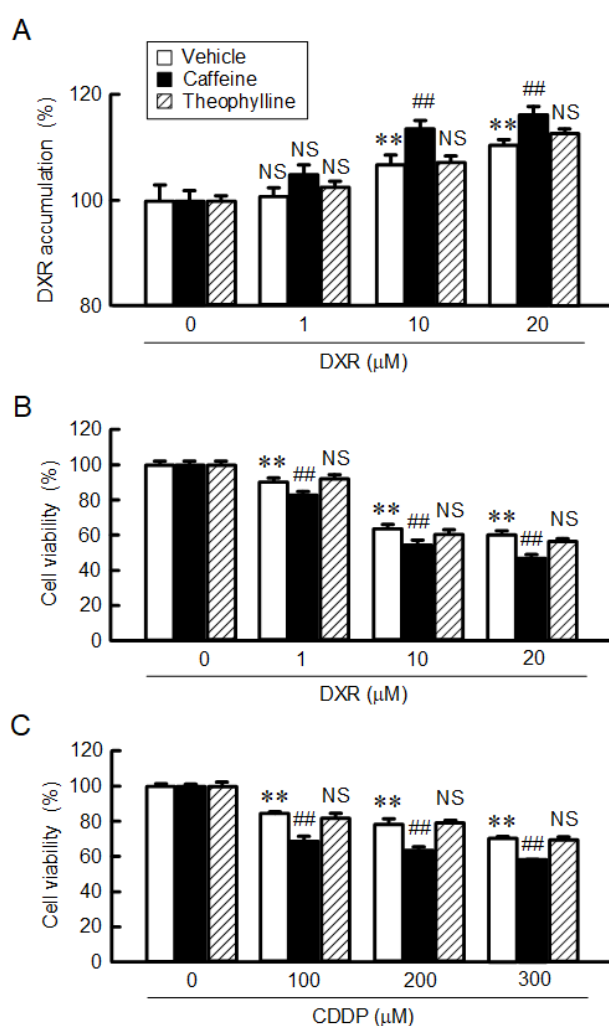 A
Vehicle
Caffeine
Theophylline
DXR accumulation (%)
120
100
80
NS NS NS
** ## NS
** ## NS
0 1 10 20
DXR (μM)
B
Cell viability (%)
120
100
80
60
40
20
0
** ## NS
** ## NS
** ## NS
0 1 10 20
DXR (μM)
C
Cell viability (%)
120
100
80
60
40
20
0
** ## NS
** ## NS
** ## NS
0 100 200 300
CDDP (μM)